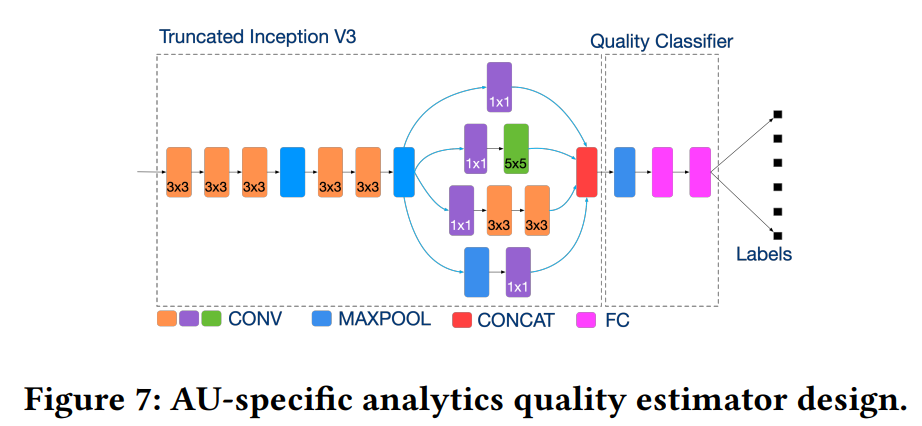 Truncated Inception V3
Quality Classifier
1x1
1x1
5x5
3x3
3x3
3x3
3x3
3x3
1x1
3x3
3x3
1x1
Labels
CONV
MAXPOOL
CONCAT
FC
Figure 7: AU-specific analytics quality estimator design.